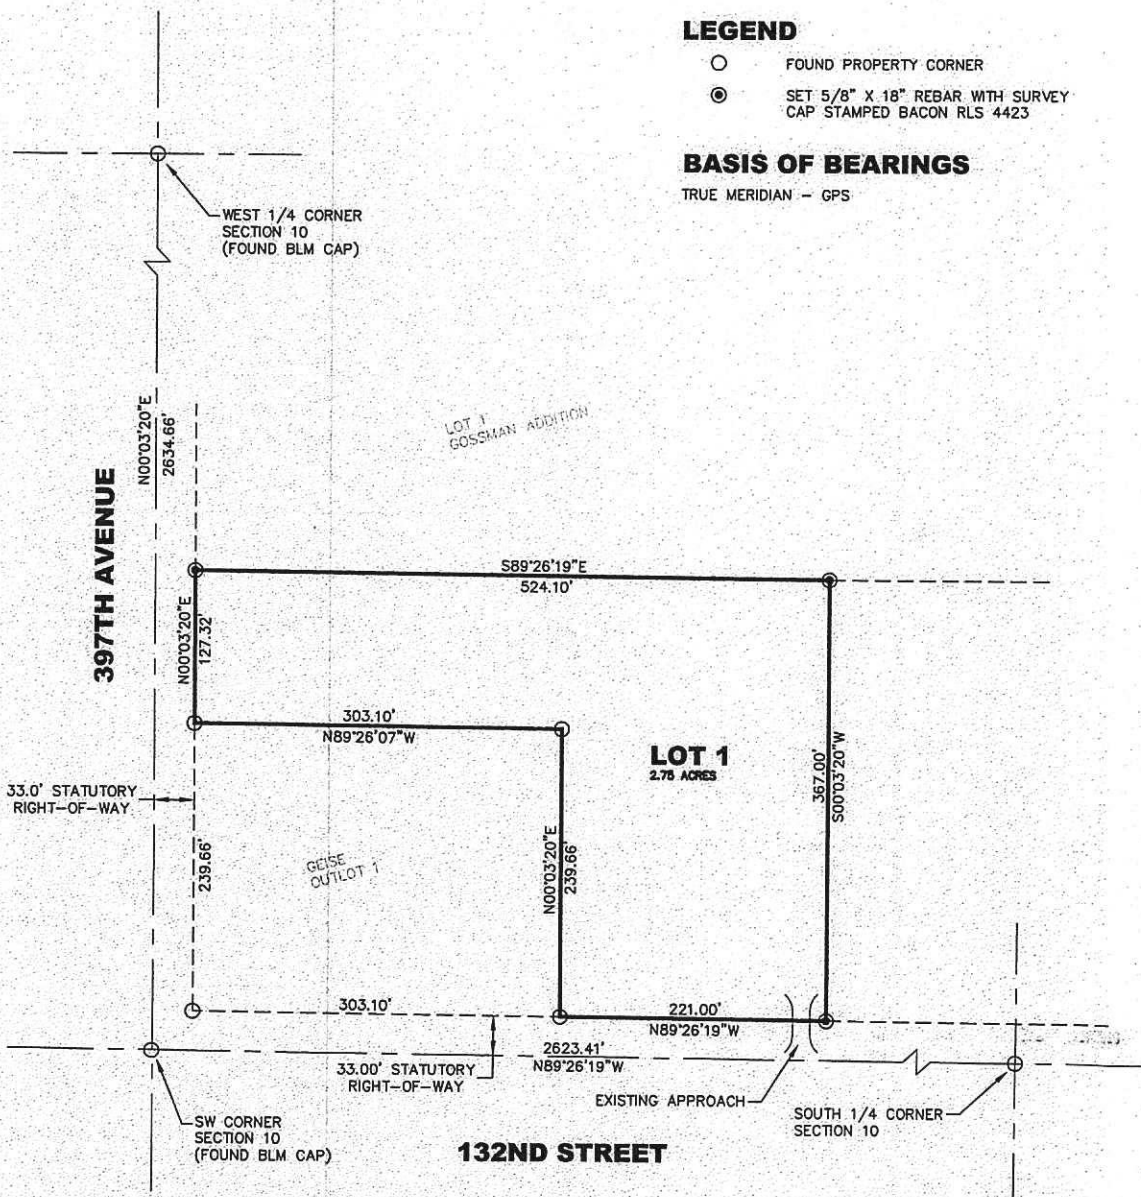 LEGEND
FOUND PROPERTY CORNER
SET 5/8" X 18" REBAR WITH SURVEY
CAP STAMPED BACON RLS 4423
BASIS OF BEARINGS
TRUE MERIDIAN – GPS
WEST 1/4 CORNER
SECTION 10
(FOUND BLM CAP)
N00°03'20"E
2634.66'
397TH AVENUE
LOT 1
GOSSMAN ADDITION
S89°26'19"E
524.10'
N00°03'20"E
127.32'
303.10'
N89°26'07"W
LOT 1
2.75 ACRES
367.00'
S00°03'20"W
33.0' STATUTORY
RIGHT-OF-WAY
239.66'
GEISE
OUTLOT 1
N00°03'20"E
239.66'
303.10'
221.00'
N89°26'19"W
2623.41'
N89°26'19"W
33.00' STATUTORY
RIGHT-OF-WAY
EXISTING APPROACH
SOUTH 1/4 CORNER
SECTION 10
SW CORNER
SECTION 10
(FOUND BLM CAP)
132ND STREET